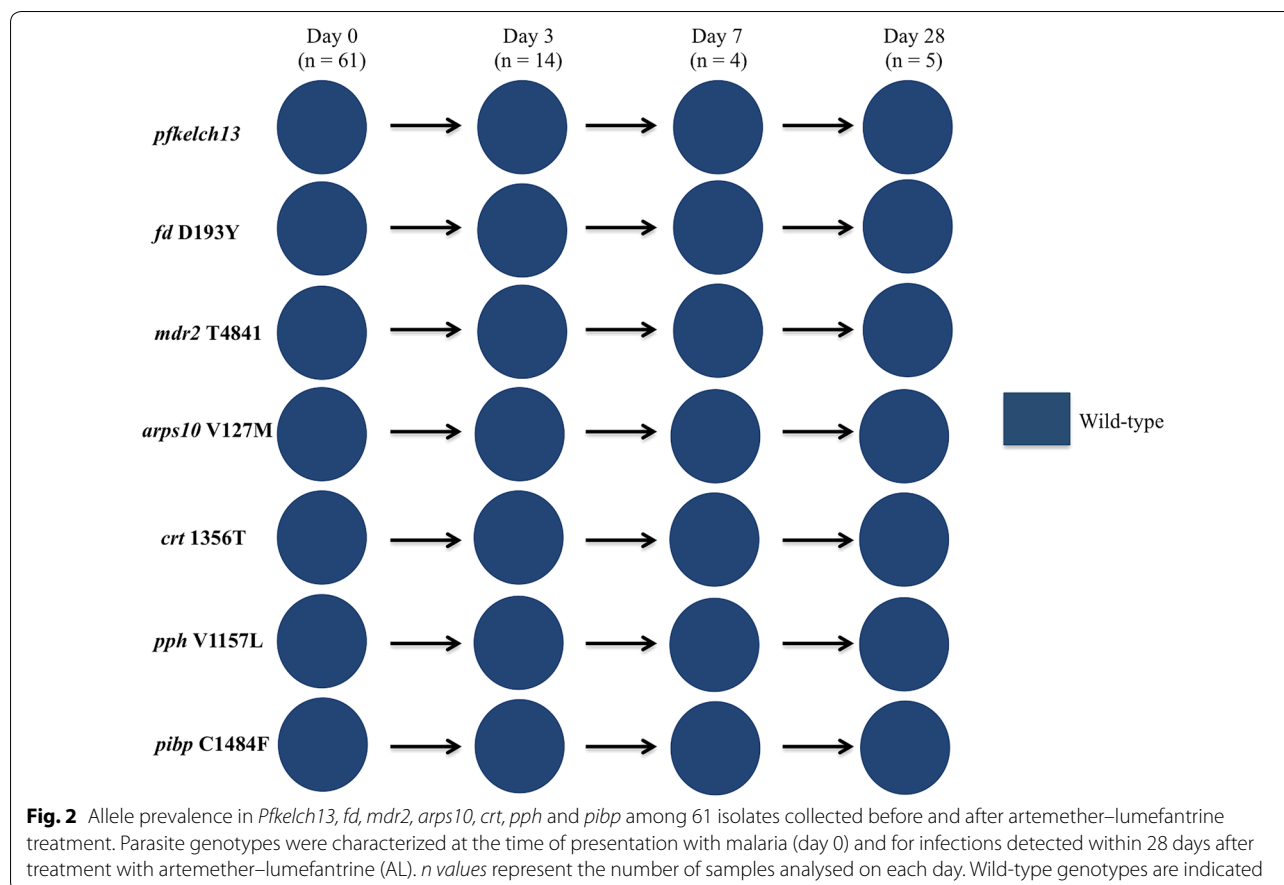 Day 0 Day 3 Day 7 Day 28
(n = 61) (n = 14) (n = 4) (n = 5)
pfkelch13
fd D193Y
mdr2 T4841
arps10 V127M
Wild-type
crt 1356T
pph V1157L
pibp C1484F
Fig. 2 Allele prevalence in Pfkelch13, fd, mdr2, arps10, crt, pph and pibp among 61 isolates collected before and after artemether–lumefantrine
treatment. Parasite genotypes were characterized at the time of presentation with malaria (day 0) and for infections detected within 28 days after
treatment with artemether–lumefantrine (AL). n values represent the number of samples analysed on each day. Wild-type genotypes are indicated